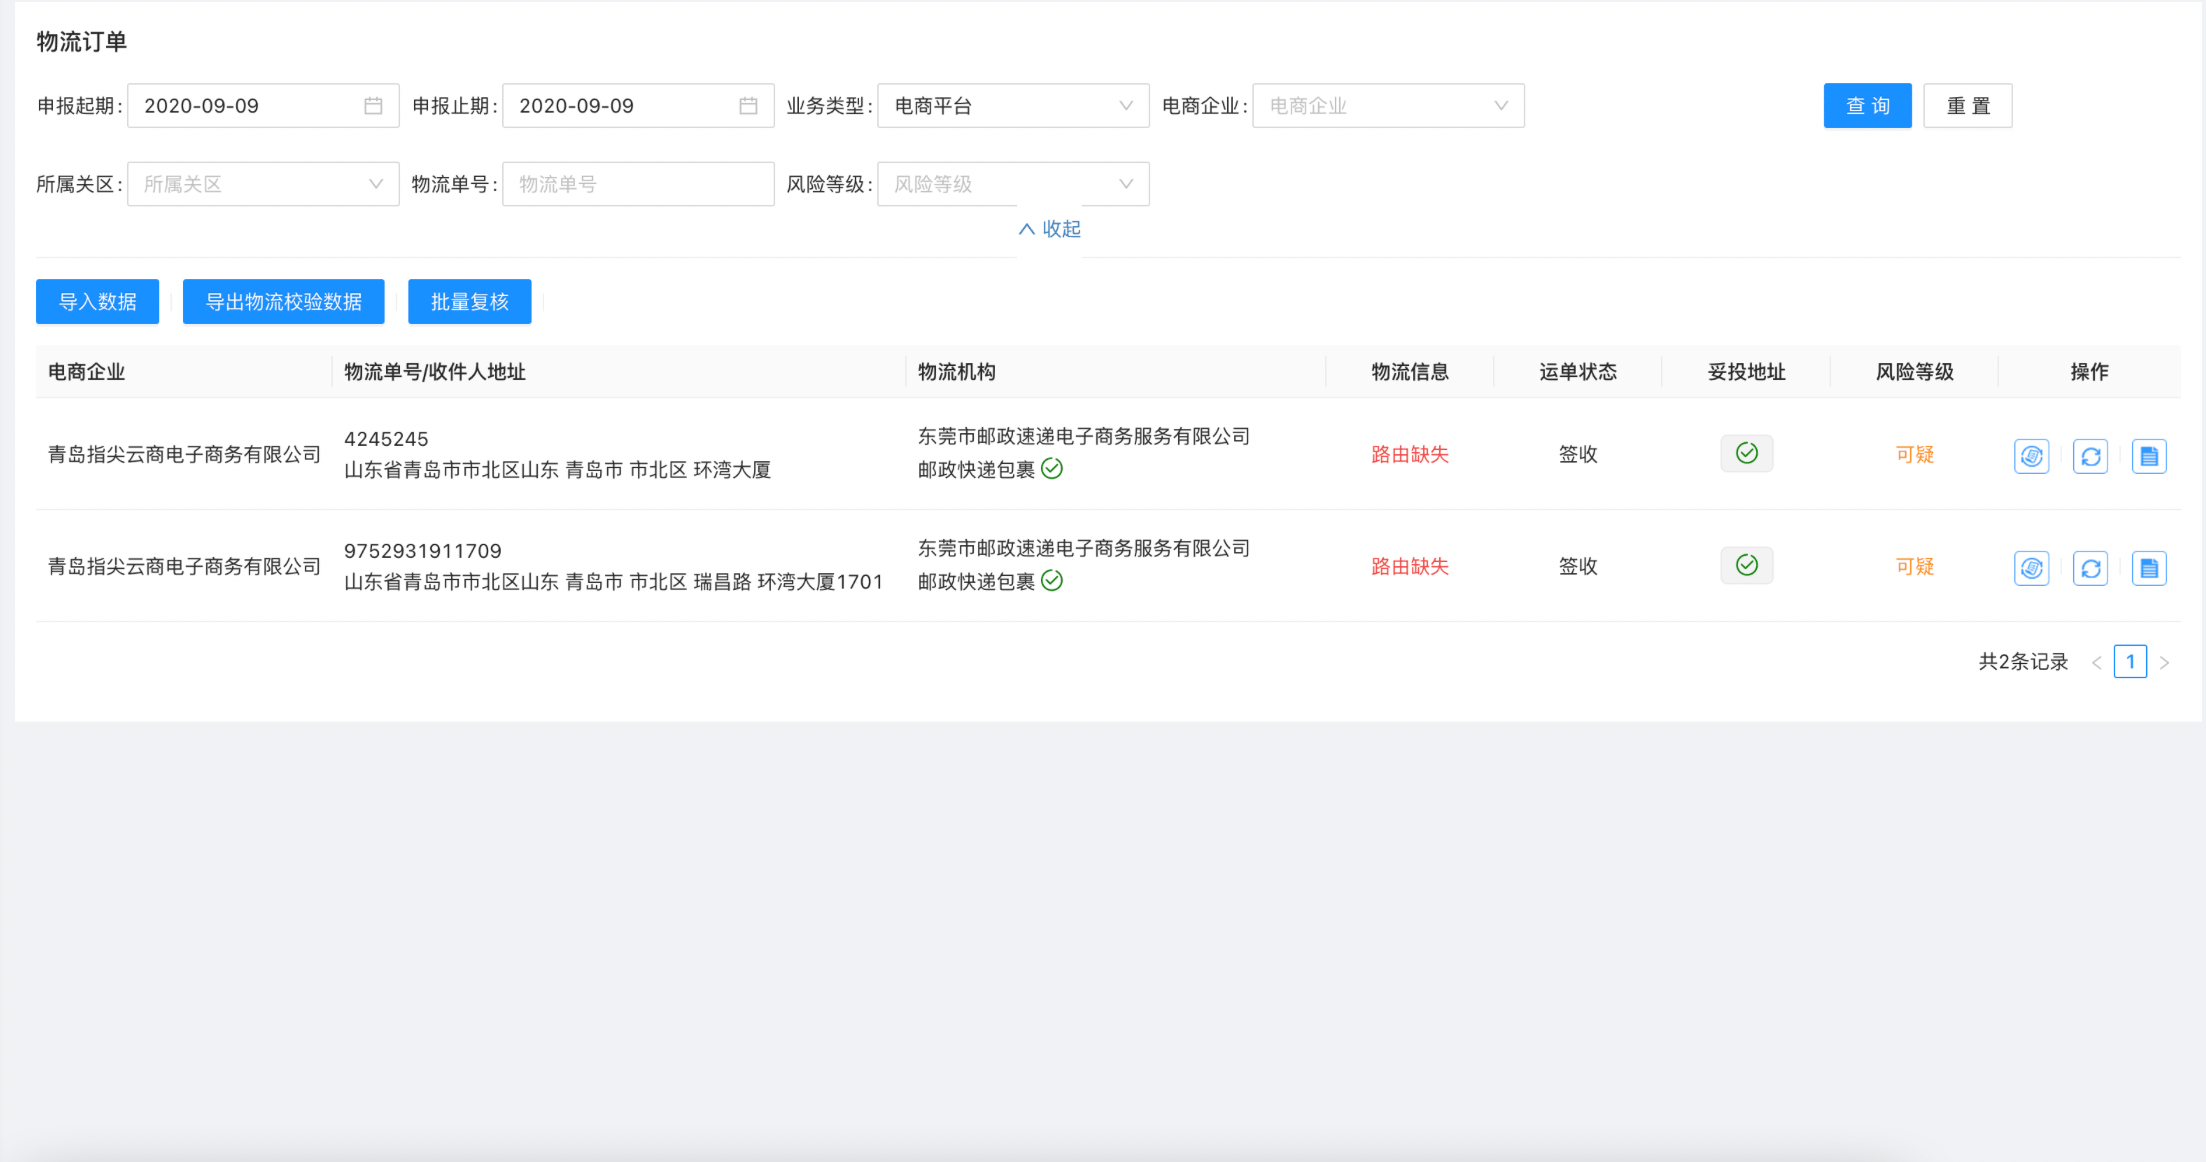 物流订单
申报起期: 2020-09-09 申报止期: 2020-09-09 业务类型: 电商平台 电商企业: 电商企业 查 询 重 置
所属关区: 所属关区 物流单号: 物流单号 风险等级: 风险等级
收起
导入数据 导出物流校验数据 批量复核
电商企业 物流单号/收件人地址 物流机构 物流信息 运单状态 妥投地址 风险等级 操作
青岛指尖云商电子商务有限公司
4245245
山东省青岛市市北区山东 青岛市 市北区 环湾大厦
东莞市邮政速递电子商务服务有限公司
邮政快递包裹
路由缺失 签收 可疑
青岛指尖云商电子商务有限公司
9752931911709
山东省青岛市市北区山东 青岛市 市北区 瑞昌路 环湾大厦1701
东莞市邮政速递电子商务服务有限公司
邮政快递包裹
路由缺失 签收 可疑
共2条记录 < 1 >